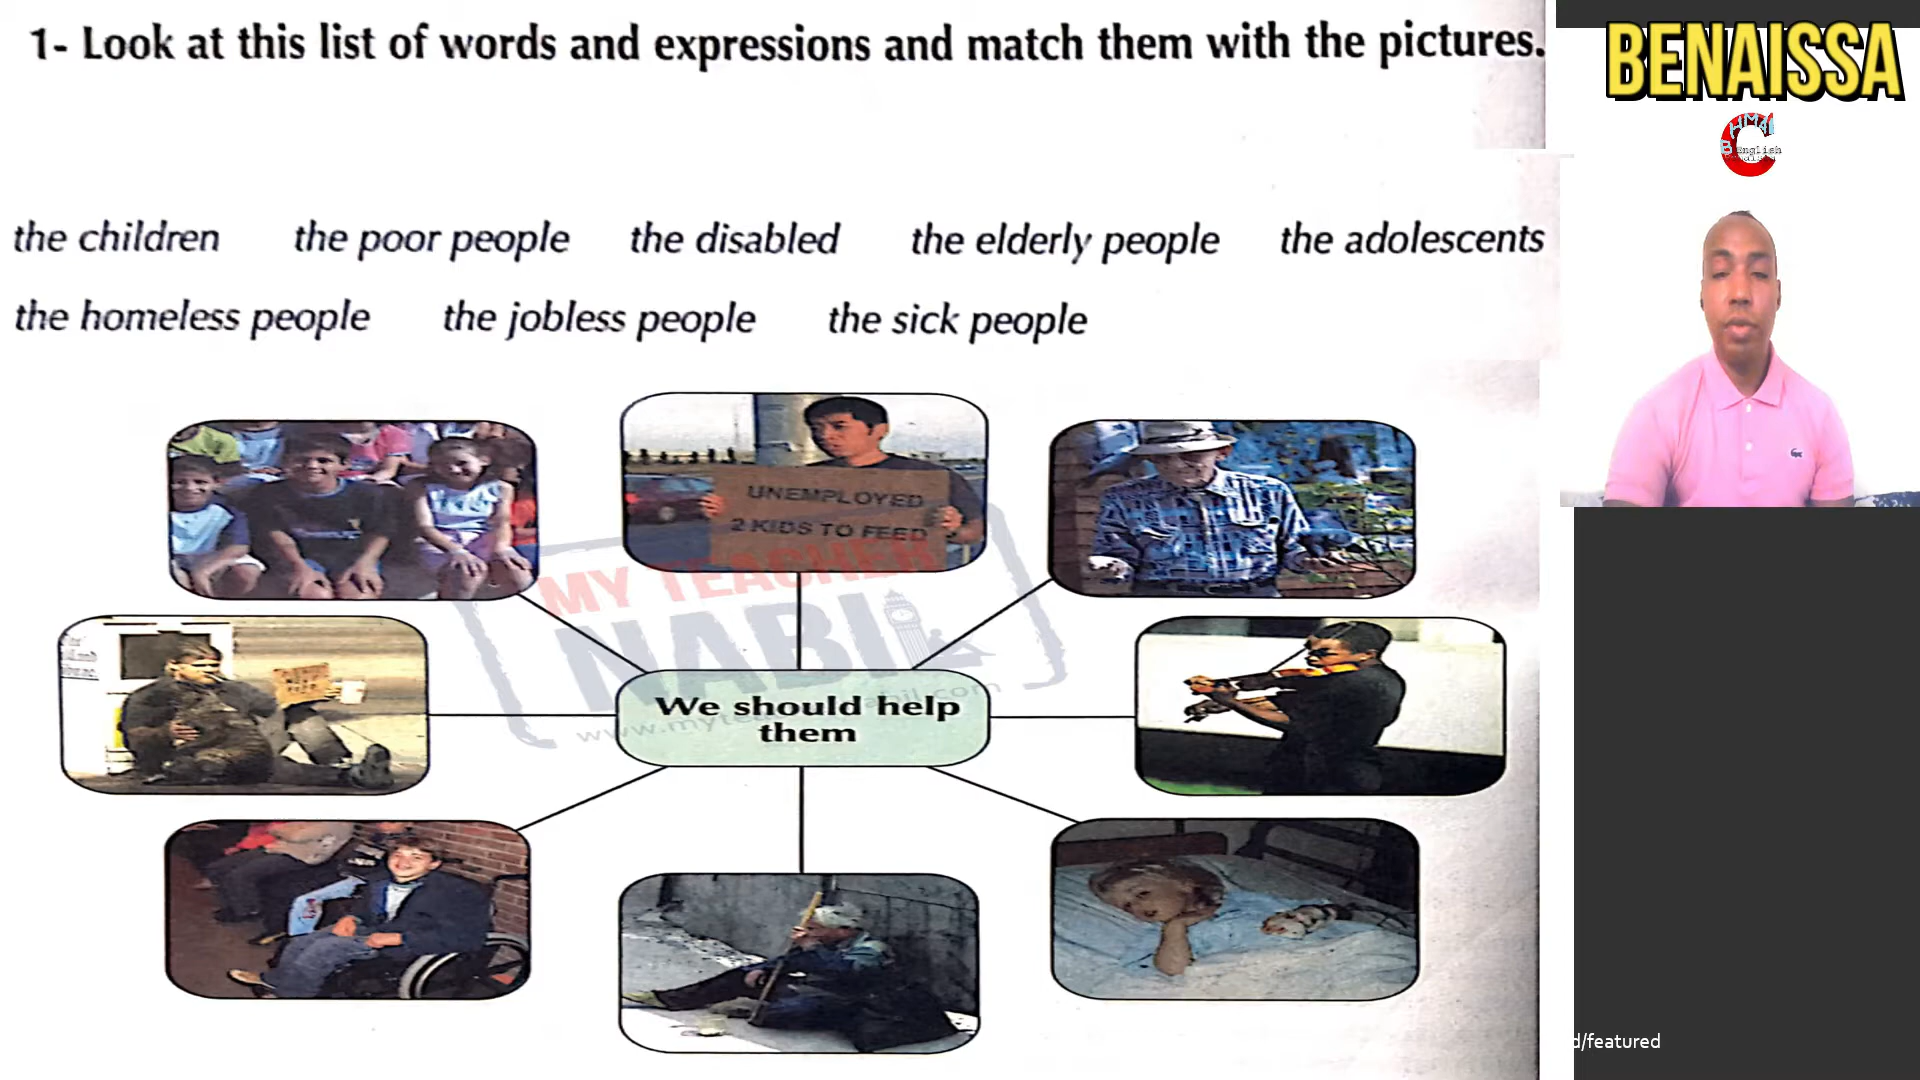 1- Look at this list of words and expressions and match them with the pictures.
BENAISSA
English
the children the poor people the disabled the elderly people the adolescents
the homeless people the jobless people the sick people
UNEMPLOYED
2 KIDS TO FEED
MY TEACHER
NABIL
We should help
them
d/featured